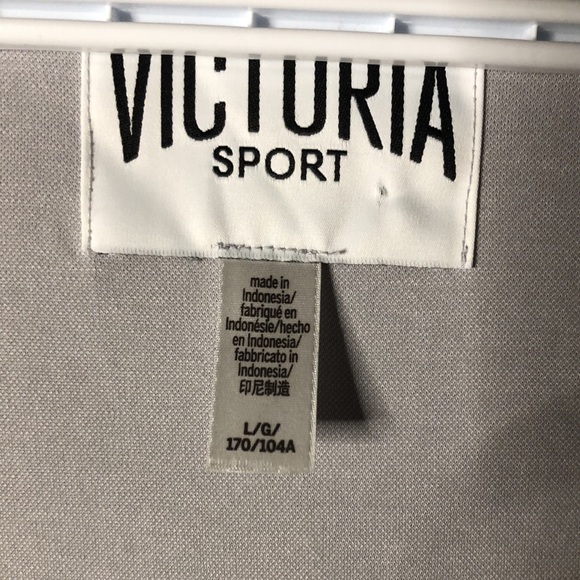 VICTORIA
SPORT
made in
Indonesia/
fabriqué en
Indonésie/hecho
en Indonesia/
fabbricato in
Indonesia/
印尼制造
L/G/
170/104A